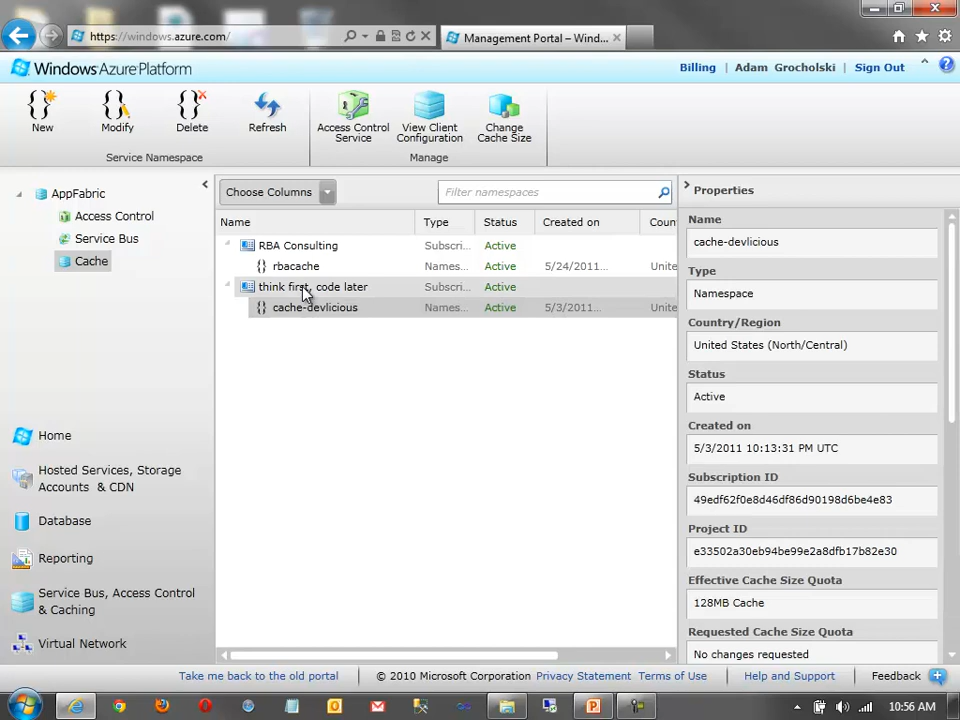 https://windows.azure.com/
Management Portal – Wind...
Windows Azure Platform
Billing
Adam Grocholski
Sign Out
New
Modify
Delete
Refresh
Access Control
Service
View Client
Configuration
Change
Cache Size
Service Namespace
Manage
AppFabric
Access Control
Service Bus
Cache
Home
Hosted Services, Storage
Accounts & CDN
Database
Reporting
Service Bus, Access Control
& Caching
Virtual Network
Choose Columns
Filter namespaces
Name Type Status Created on Coun
RBA Consulting Subscri... Active
rbacache Names... Active 5/24/2011... Unite
think first, code later Subscri... Active
cache-devlicious Names... Active 5/3/2011... Unite
Properties
Name
cache-devlicious
Type
Namespace
Country/Region
United States (North/Central)
Status
Active
Created on
5/3/2011 10:13:31 PM UTC
Subscription ID
49edf62f0e8d46df86d90198d6be4e83
Project ID
e33502a30eb94be99e2a8dfb17b82e30
Effective Cache Size Quota
128MB Cache
Requested Cache Size Quota
No changes requested
Take me back to the old portal
© 2010 Microsoft Corporation Privacy Statement Terms of Use
Help and Support
Feedback
10:56 AM